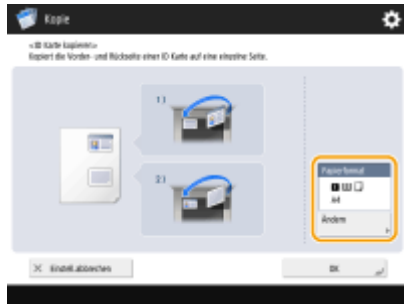 Kopie
<ID Karte kopieren>
Kopiert die Vorder- und Rückseite einer ID Karte auf eine einzelne Seite.
1)
2)
Papierformat
1
A4
Ändern
Einstell.abbrechen
OK